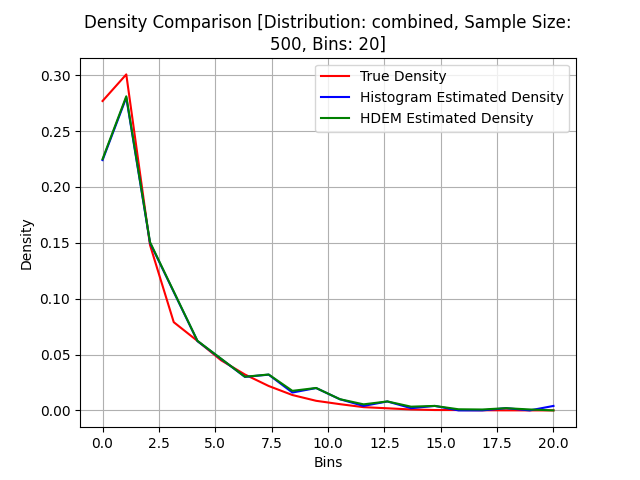 Density Comparison [Distribution: combined, Sample Size:
500, Bins: 20]
True Density
Histogram Estimated Density
HDEM Estimated Density
Density
0.30
0.25
0.20
0.15
0.10
0.05
0.00
0.0 2.5 5.0 7.5 10.0 12.5 15.0 17.5 20.0
Bins